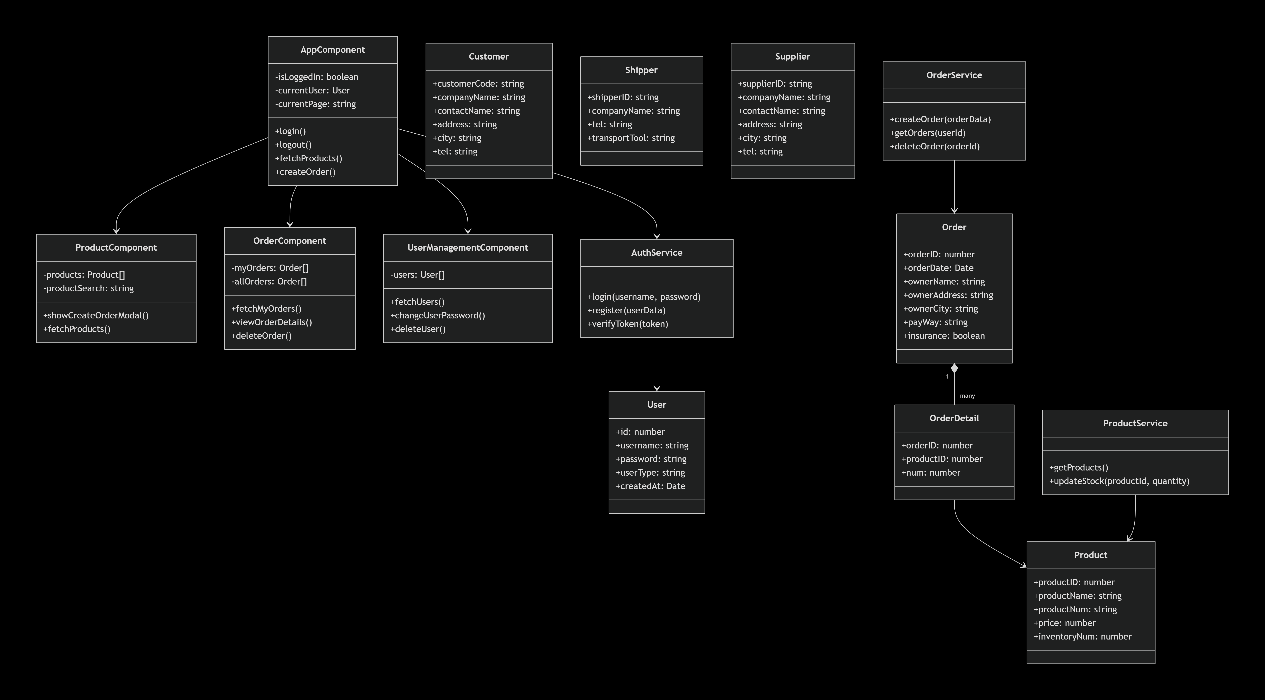 AppComponent
-isLoggedIn: boolean
-currentUser: User
-currentPage: string
+login()
+logout()
+fetchProducts()
+createOrder()
Customer
+customerCode: string
+companyName: string
+contactName: string
+address: string
+city: string
+tel: string
Shipper
+shipperID: string
+companyName: string
+tel: string
+transportTool: string
Supplier
+supplierID: string
+companyName: string
+contactName: string
+address: string
+city: string
+tel: string
OrderService
+createOrder(orderData)
+getOrders(userId)
+deleteOrder(orderId)
ProductComponent
-products: Product[]
-productSearch: string
+showCreateOrderModal()
+fetchProducts()
OrderComponent
-myOrders: Order[]
-allOrders: Order[]
+fetchMyOrders()
+viewOrderDetails()
+deleteOrder()
UserManagementComponent
-users: User[]
+fetchUsers()
+changeUserPassword()
+deleteUser()
AuthService
+login(username, password)
+register(userData)
+verifyToken(token)
Order
+orderID: number
+orderDate: Date
+ownerName: string
+ownerAddress: string
+ownerCity: string
+payWay: string
+insurance: boolean
1
many
User
+id: number
+username: string
+password: string
+userType: string
+createdAt: Date
OrderDetail
+orderID: number
+productID: number
+num: number
ProductService
+getProducts()
+updateStock(productId, quantity)
Product
+productID: number
+productName: string
+productNum: string
+price: number
+inventoryNum: number